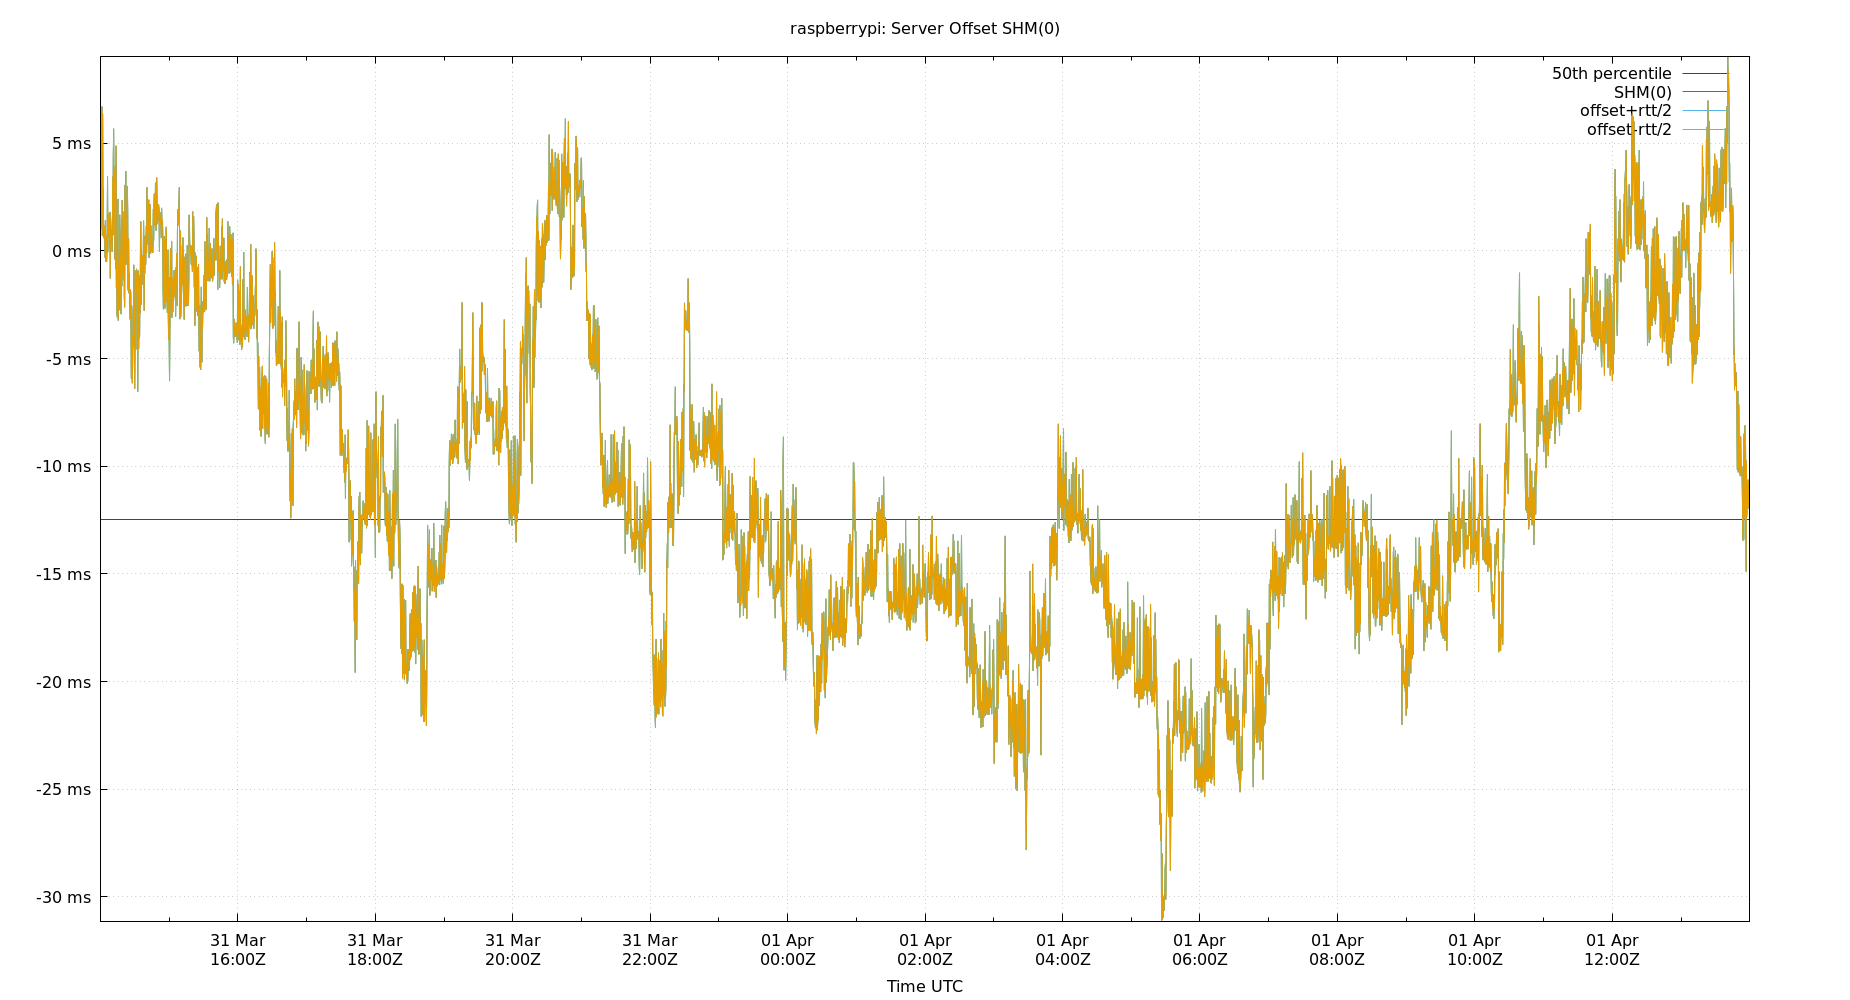 raspberrypi: Server Offset SHM(0)
50th percentile
SHM(0)
offset+rtt/2
offset-rtt/2
5 ms
0 ms
-5 ms
-10 ms
-15 ms
-20 ms
-25 ms
-30 ms
31 Mar 31 Mar 31 Mar 31 Mar 01 Apr 01 Apr 01 Apr 01 Apr 01 Apr 01 Apr 01 Apr
16:00Z 18:00Z 20:00Z 22:00Z 00:00Z 02:00Z 04:00Z 06:00Z 08:00Z 10:00Z 12:00Z
Time UTC